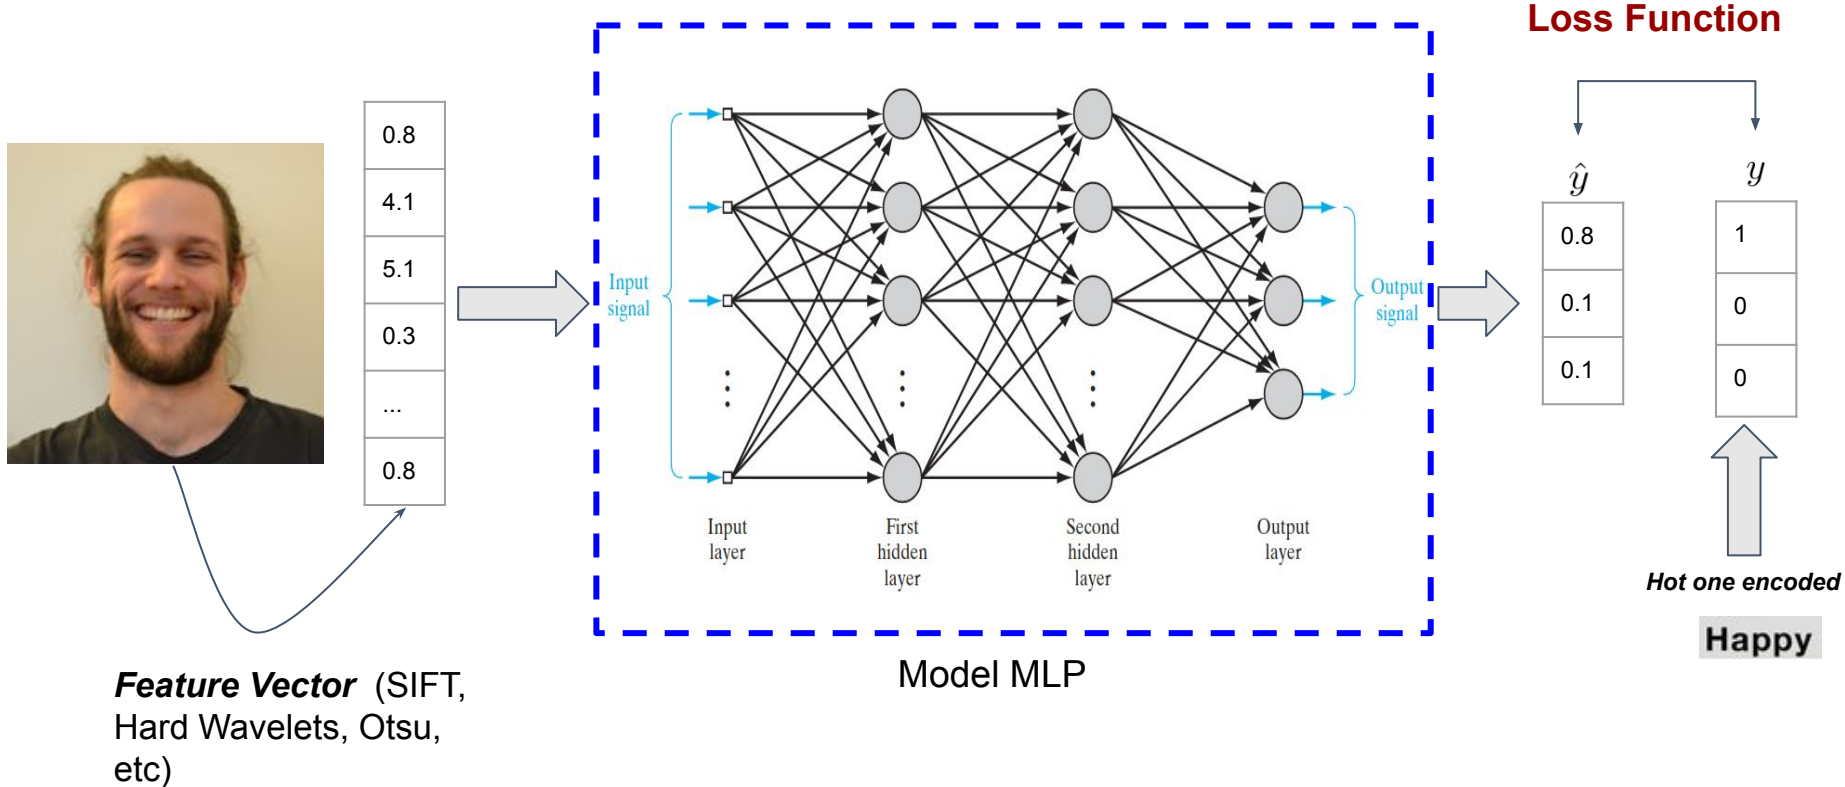 Loss Function
0.8
4.1
5.1
0.3
...
0.8
Feature Vector (SIFT,
Hard Wavelets, Otsu,
etc)
Input
signal
Input
layer
First
hidden
layer
Second
hidden
layer
Output
layer
Output
signal
Model MLP
ŷ
0.8
0.1
0.1
y
1
0
0
Hot one encoded
Happy